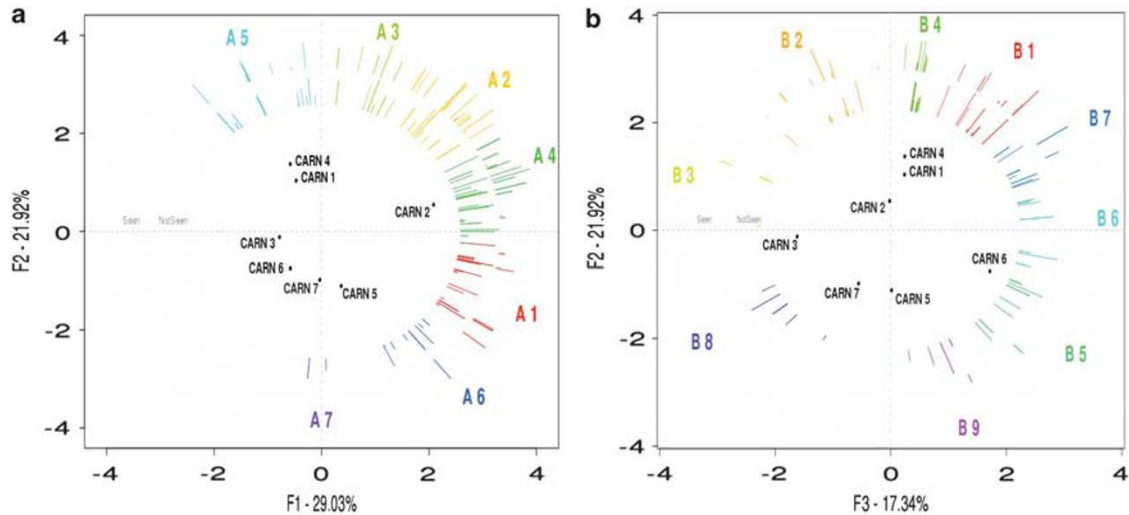 a
A 5
A 3
A 2
A 4
A 1
A 6
A 7
CARN 4
CARN 1
CARN 2
CARN 3
CARN 6
CARN 7
CARN 5
Seen NotSeen
4
2
0
-2
-4
-4 -2 0 2 4
F2 - 21.92%
F1 - 29.03%
b
B 4
B 2
B 1
B 7
B 3
B 6
B 5
B 8
B 9
CARN 4
CARN 1
CARN 2
CARN 3
CARN 6
CARN 7
CARN 5
Seen NotSeen
4
2
0
-2
-4
-4 -2 0 2 4
F2 - 21.92%
F3 - 17.34%